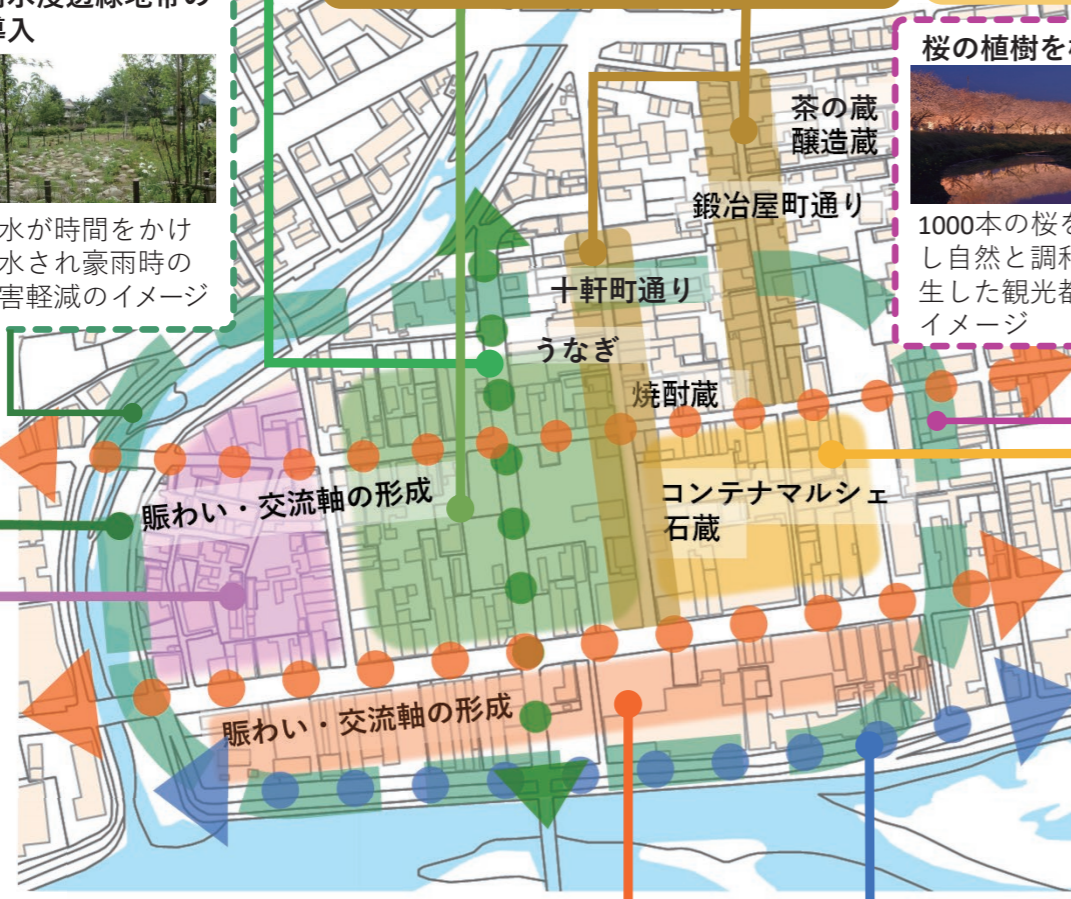 導入
水が時間をかけ
水され豪雨時の
害軽減のイメージ
桜の植樹を
1000本の桜を
し自然と調和
生した観光都
イメージ
茶の蔵
醸造蔵
鍛冶屋町通り
十軒町通り
うなぎ
焼酎蔵
賑わい・交流軸の形成
コンテナマルシェ
石蔵
賑わい・交流軸の形成